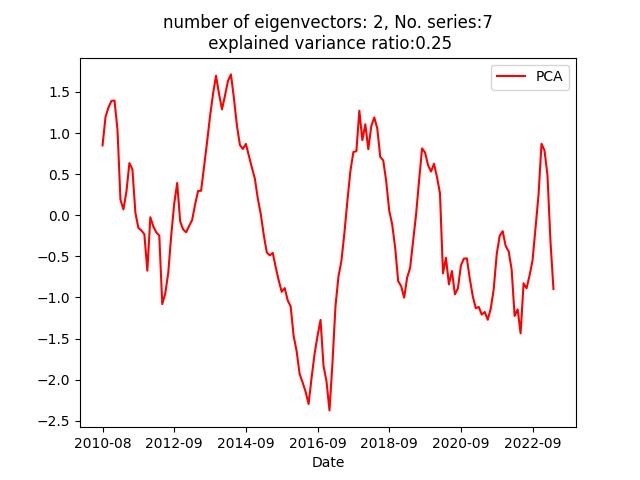 number of eigenvectors: 2, No. series:7
explained variance ratio:0.25
PCA
1.5
1.0
0.5
0.0
−0.5
−1.0
−1.5
−2.0
−2.5
2010-08 2012-09 2014-09 2016-09 2018-09 2020-09 2022-09
Date